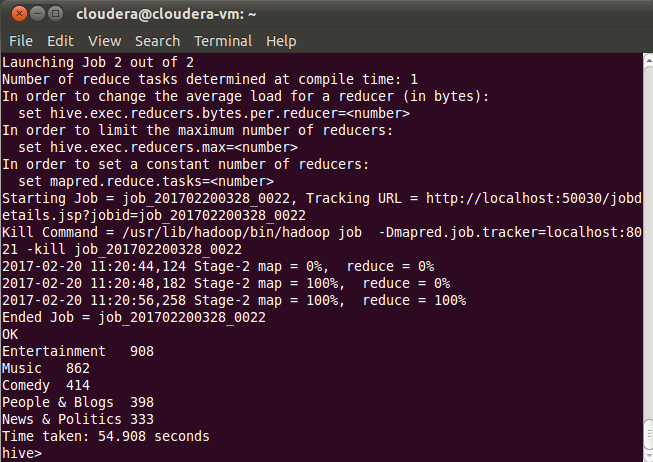 cloudera@cloudera-vm: ~
File Edit View Search Terminal Help
Launching Job 2 out of 2
Number of reduce tasks determined at compile time: 1
In order to change the average load for a reducer (in bytes):
  set hive.exec.reducers.bytes.per.reducer=<number>
In order to limit the maximum number of reducers:
  set hive.exec.reducers.max=<number>
In order to set a constant number of reducers:
  set mapred.reduce.tasks=<number>
Starting Job = job_201702200328_0022, Tracking URL = http://localhost:50030/jobd
etails.jsp?jobid=job_201702200328_0022
Kill Command = /usr/lib/hadoop/bin/hadoop job  -Dmapred.job.tracker=localhost:80
21 -kill job_201702200328_0022
2017-02-20 11:20:44,124 Stage-2 map = 0%,  reduce = 0%
2017-02-20 11:20:48,182 Stage-2 map = 100%,  reduce = 0%
2017-02-20 11:20:56,258 Stage-2 map = 100%,  reduce = 100%
Ended Job = job_201702200328_0022
OK
Entertainment   908
Music   862
Comedy  414
People & Blogs  398
News & Politics 333
Time taken: 54.908 seconds
hive>